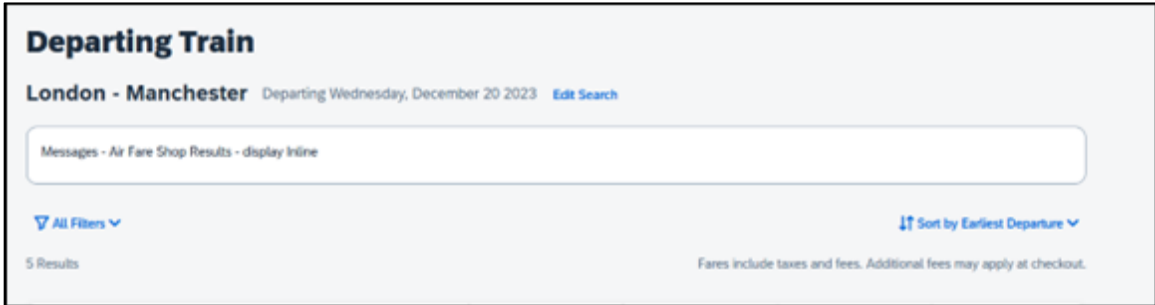 Departing Train
London - Manchester Departing Wednesday, December 20 2023 Edit Search
Messages - Air Fare Shop Results - display Inline
All Filters Sort by Earliest Departure
5 Results Fares include taxes and fees. Additional fees may apply at checkout.